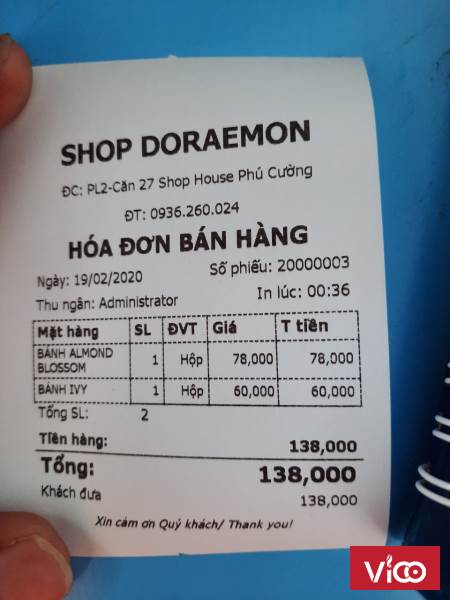 SHOP DORAEMON
ĐC: PL2-Căn 27 Shop House Phú Cường
ĐT: 0936.260.024
HÓA ĐƠN BÁN HÀNG
Ngày: 19/02/2020 Số phiếu: 20000003
Thu ngân: Administrator In lúc: 00:36
Mặt hàng SL ĐVT Giá T tiền
BÁNH ALMOND BLOSSOM 1 Hộp 78,000 78,000
BÁNH IVY 1 Hộp 60,000 60,000
Tổng SL: 2
Tiền hàng: 138,000
Tổng: 138,000
Khách đưa 138,000
Xin cảm ơn Quý khách/ Thank you!
ViCO